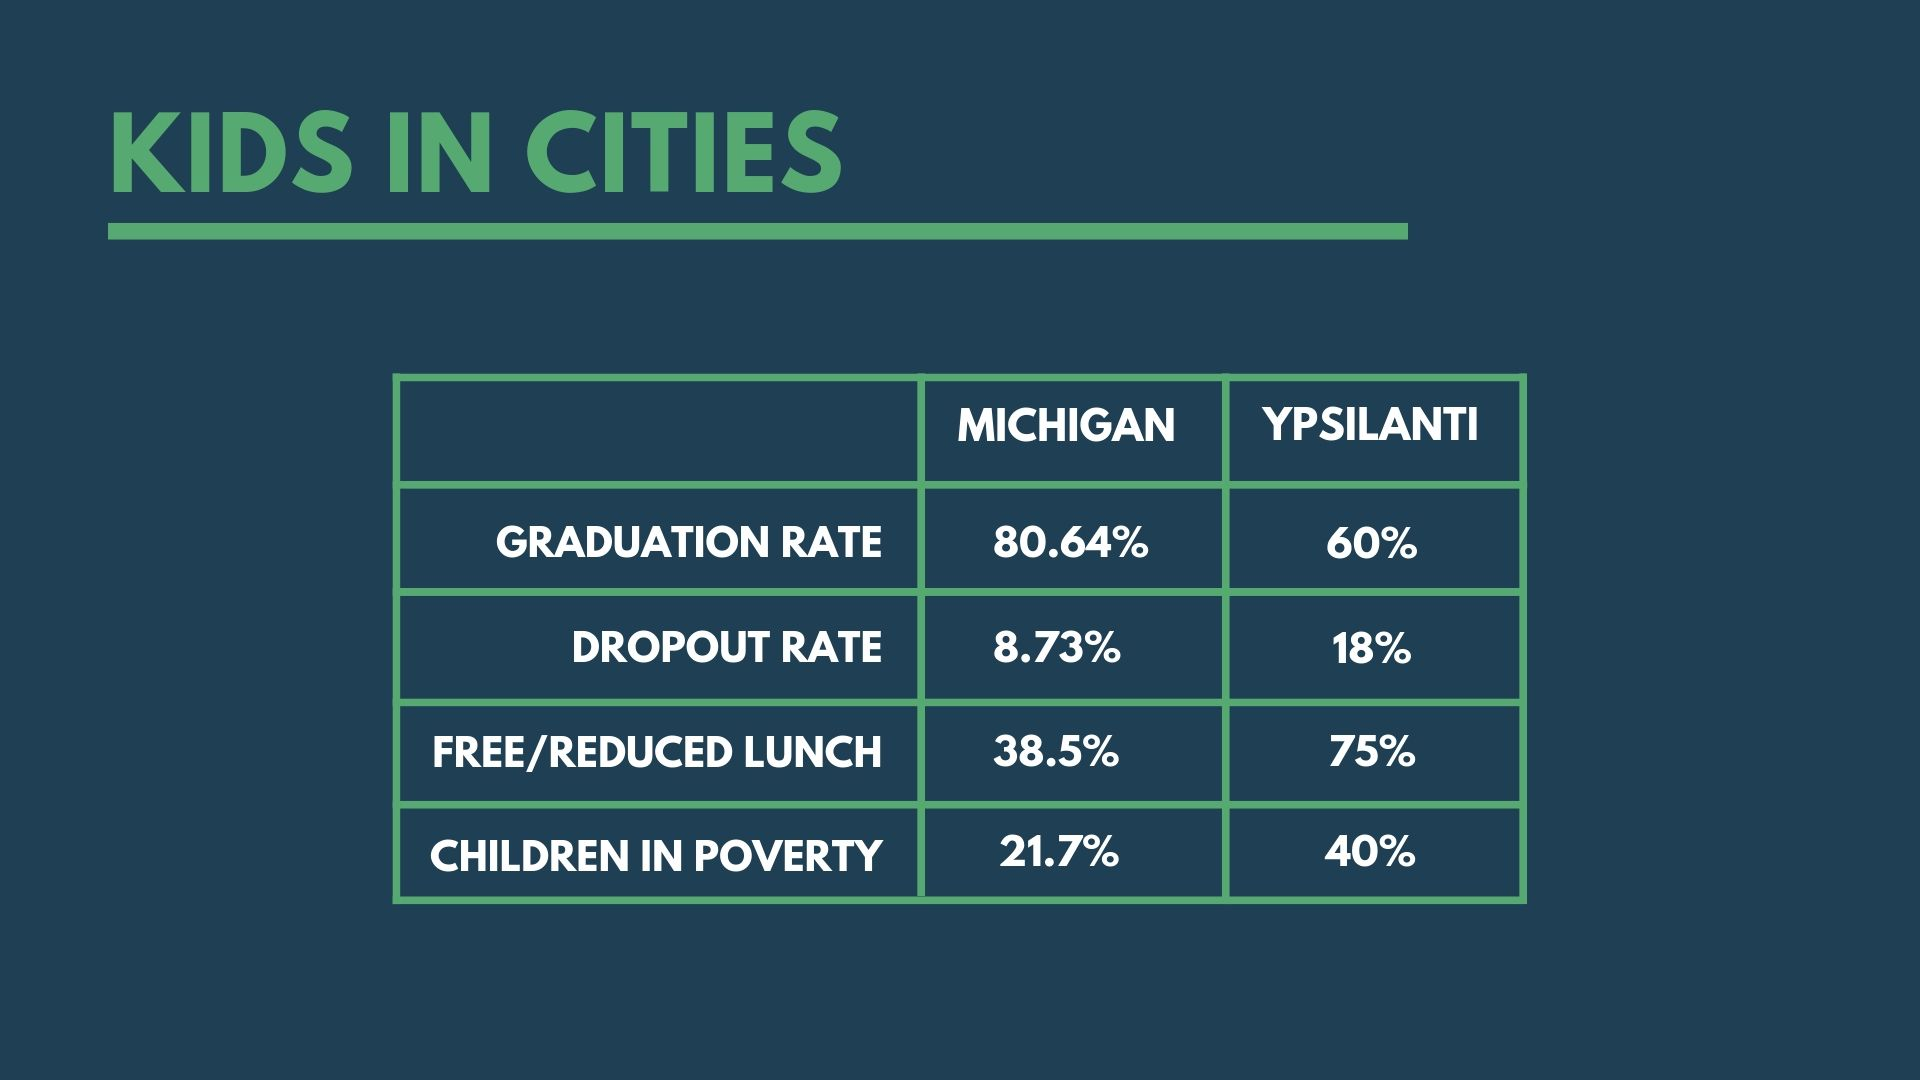 KIDS IN CITIES
MICHIGAN YPSILANTI
GRADUATION RATE 80.64% 60%
DROPOUT RATE 8.73% 18%
FREE/REDUCED LUNCH 38.5% 75%
CHILDREN IN POVERTY 21.7% 40%